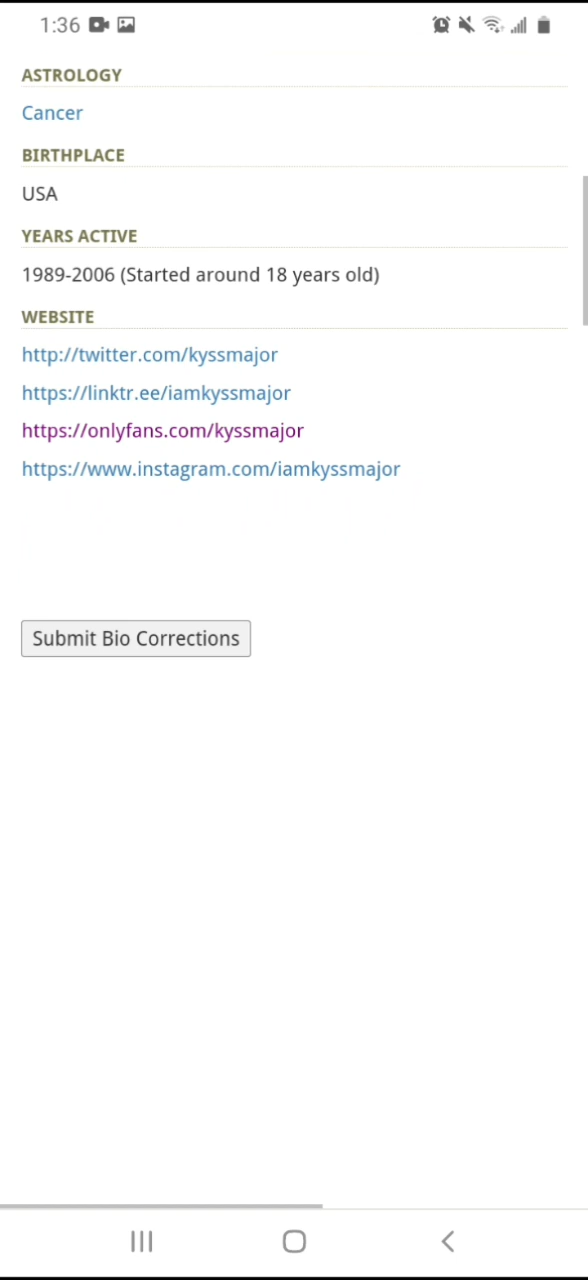 1:36
ASTROLOGY
Cancer
BIRTHPLACE
USA
YEARS ACTIVE
1989-2006 (Started around 18 years old)
WEBSITE
http://twitter.com/kyssmajor
https://linktr.ee/iamkyssmajor
https://onlyfans.com/kyssmajor
https://www.instagram.com/iamkyssmajor
Submit Bio Corrections